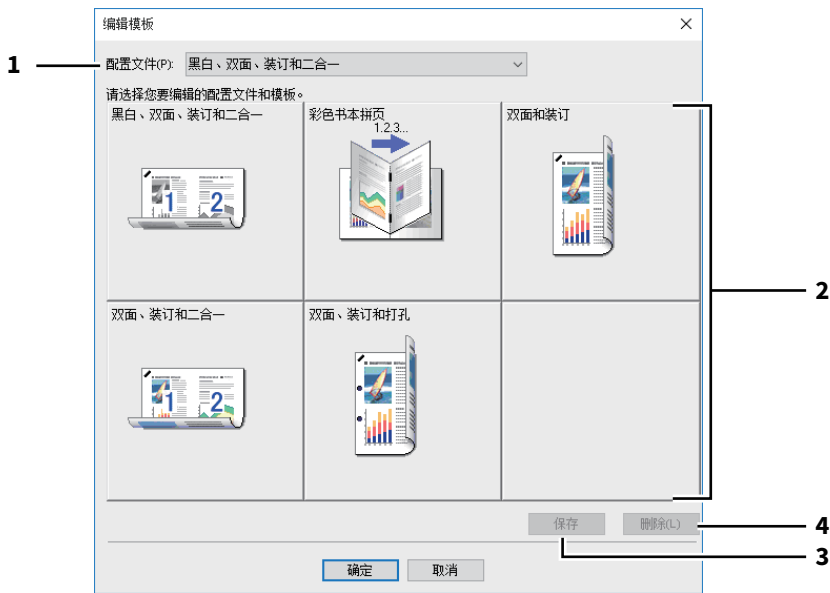 编辑模板
1
配置文件(P):
黑白、双面、装订和二合一
请选择您要编辑的配置文件和模板。
黑白、双面、装订和二合一
彩色书本拼页
双面和装订
1.2.3...
1 2
2
双面、装订和二合一
双面、装订和打孔
1 2
保存
删除(L)
4
3
确定
取消